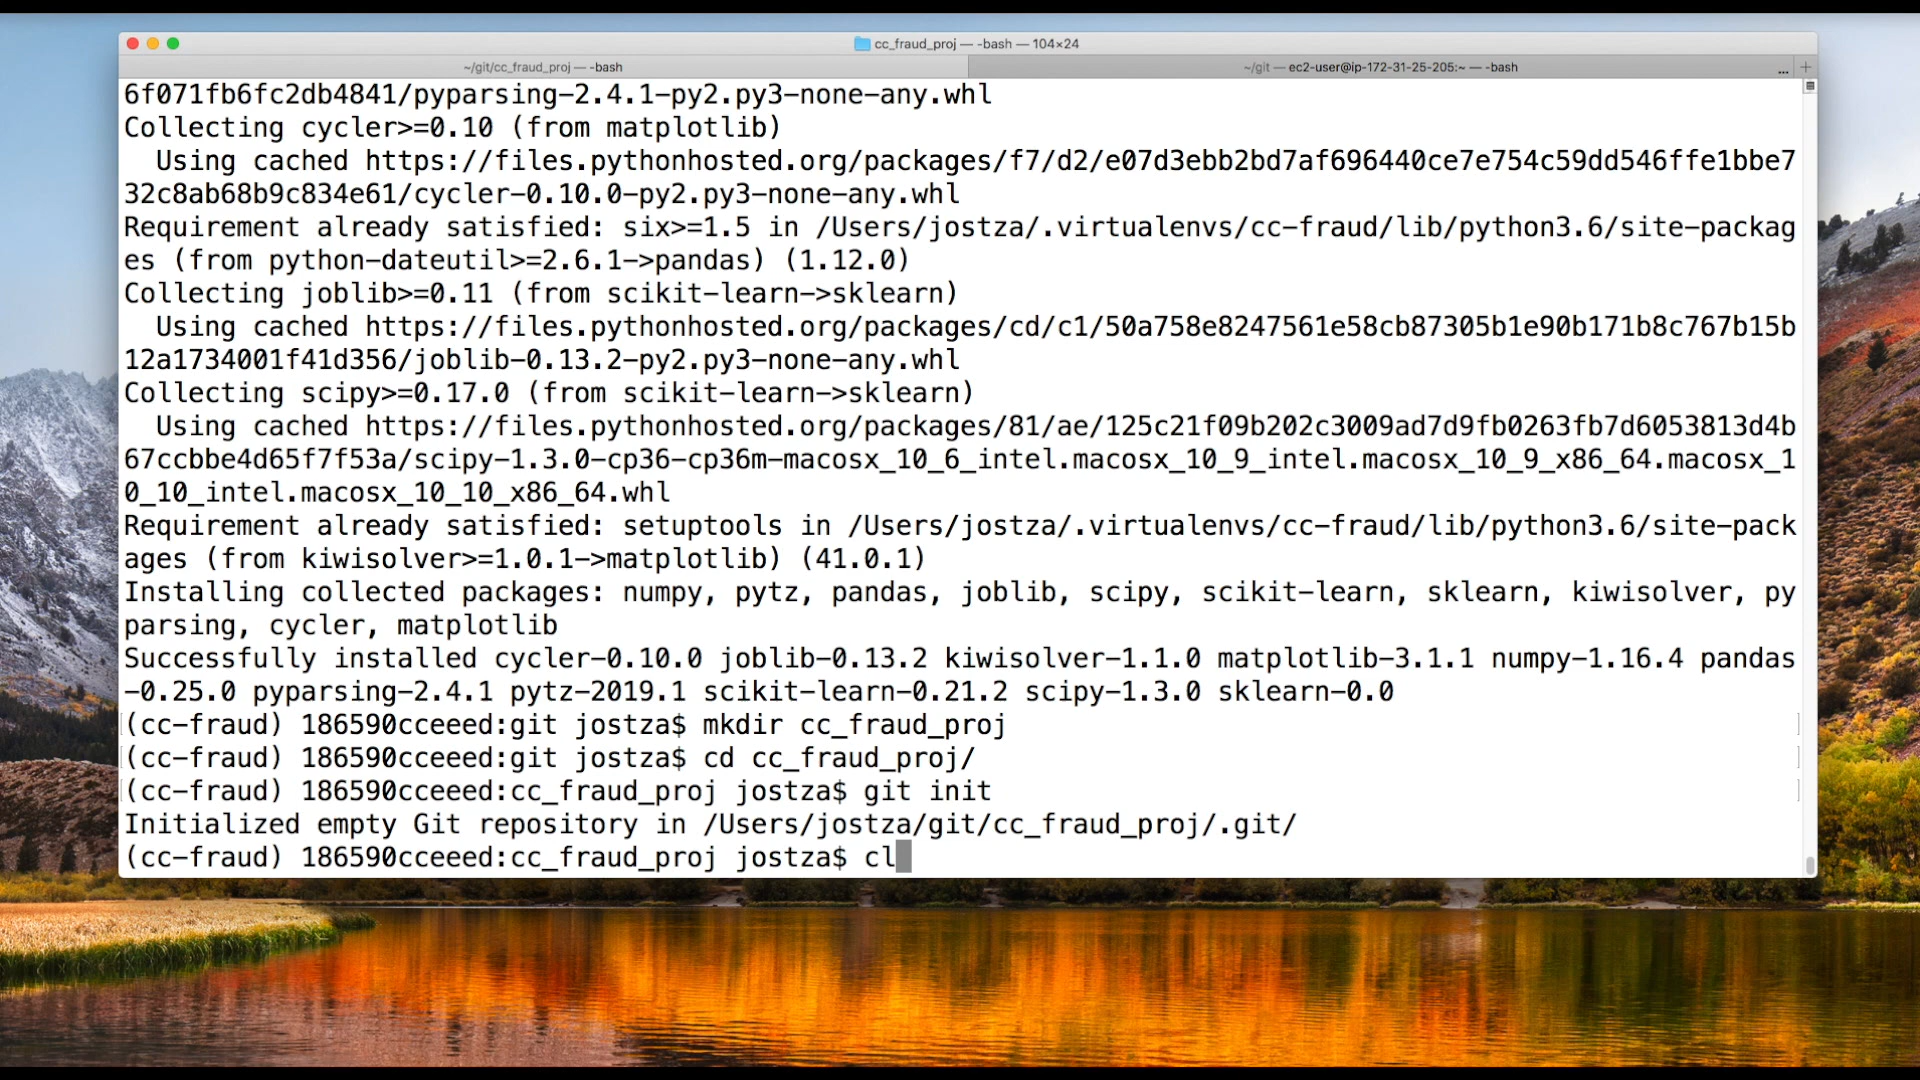 cc_fraud_proj — -bash — 104×24
~/git/cc_fraud_proj — -bash
~/git — ec2-user@ip-172-31-25-205:~ — -bash
...
+
6f071fb6fc2db4841/pyparsing-2.4.1-py2.py3-none-any.whl
Collecting cycler>=0.10 (from matplotlib)
  Using cached https://files.pythonhosted.org/packages/f7/d2/e07d3ebb2bd7af696440ce7e754c59dd546ffe1bbe7
32c8ab68b9c834e61/cycler-0.10.0-py2.py3-none-any.whl
Requirement already satisfied: six>=1.5 in /Users/jostza/.virtualenvs/cc-fraud/lib/python3.6/site-packag
es (from python-dateutil>=2.6.1->pandas) (1.12.0)
Collecting joblib>=0.11 (from scikit-learn->sklearn)
  Using cached https://files.pythonhosted.org/packages/cd/c1/50a758e8247561e58cb87305b1e90b171b8c767b15b
12a1734001f41d356/joblib-0.13.2-py2.py3-none-any.whl
Collecting scipy>=0.17.0 (from scikit-learn->sklearn)
  Using cached https://files.pythonhosted.org/packages/81/ae/125c21f09b202c3009ad7d9fb0263fb7d6053813d4b
67ccbbe4d65f7f53a/scipy-1.3.0-cp36-cp36m-macosx_10_6_intel.macosx_10_9_intel.macosx_10_9_x86_64.macosx_1
0_10_intel.macosx_10_10_x86_64.whl
Requirement already satisfied: setuptools in /Users/jostza/.virtualenvs/cc-fraud/lib/python3.6/site-pack
ages (from kiwisolver>=1.0.1->matplotlib) (41.0.1)
Installing collected packages: numpy, pytz, pandas, joblib, scipy, scikit-learn, sklearn, kiwisolver, py
parsing, cycler, matplotlib
Successfully installed cycler-0.10.0 joblib-0.13.2 kiwisolver-1.1.0 matplotlib-3.1.1 numpy-1.16.4 pandas
-0.25.0 pyparsing-2.4.1 pytz-2019.1 scikit-learn-0.21.2 scipy-1.3.0 sklearn-0.0
(cc-fraud) 186590cceeed:git jostza$ mkdir cc_fraud_proj
(cc-fraud) 186590cceeed:git jostza$ cd cc_fraud_proj/
(cc-fraud) 186590cceeed:cc_fraud_proj jostza$ git init
Initialized empty Git repository in /Users/jostza/git/cc_fraud_proj/.git/
(cc-fraud) 186590cceeed:cc_fraud_proj jostza$ cl